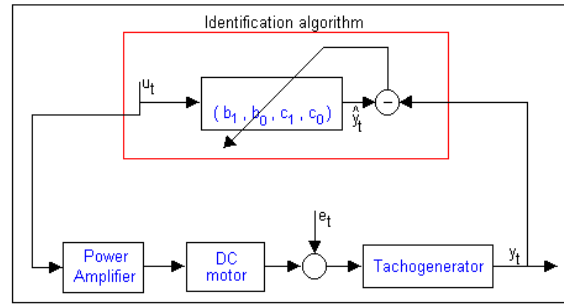 Identification algorithm
u_t
( b_1 , b_0 , c_1 , c_0 )
ŷ_t
e_t
Power
Amplifier
DC
motor
Tachogenerator
y_t